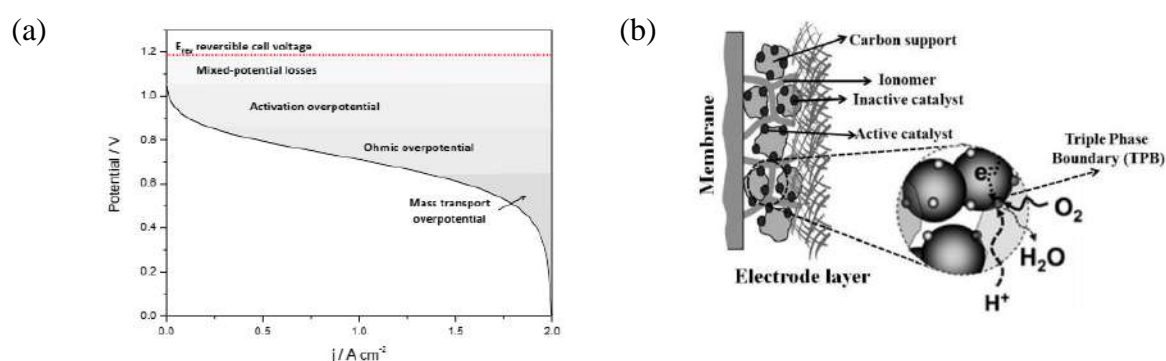 (a)
E_rev reversible cell voltage
Mixed-potential losses
Activation overpotential
Ohmic overpotential
Mass transport
overpotential
Potential / V
1.2
1.0
0.8
0.6
0.4
0.2
0.0
0.0
0.5
1.0
1.5
2.0
j / A cm⁻²
(b)
Carbon support
Ionomer
Inactive catalyst
Active catalyst
Membrane
Electrode layer
Triple Phase
Boundary (TPB)
e⁻
O₂
H₂O
H⁺